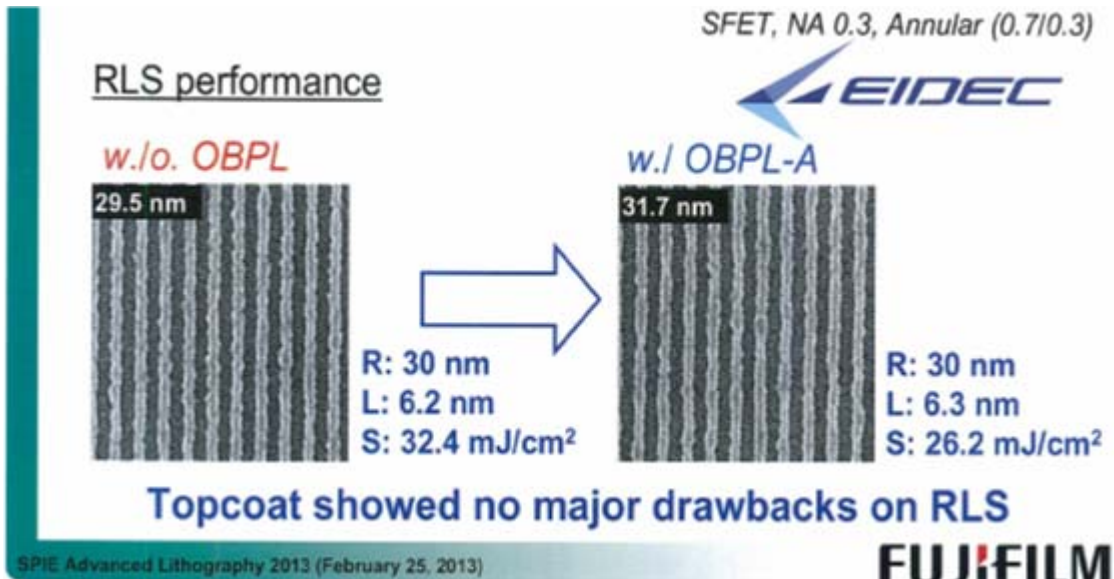 SFET, NA 0.3, Annular (0.7/0.3)
RLS performance
EIDEC
w./o. OBPL
29.5 nm
R: 30 nm
L: 6.2 nm
S: 32.4 mJ/cm²
w./ OBPL-A
31.7 nm
R: 30 nm
L: 6.3 nm
S: 26.2 mJ/cm²
Topcoat showed no major drawbacks on RLS
SPIE Advanced Lithography 2013 (February 25, 2013)
FUJIFILM